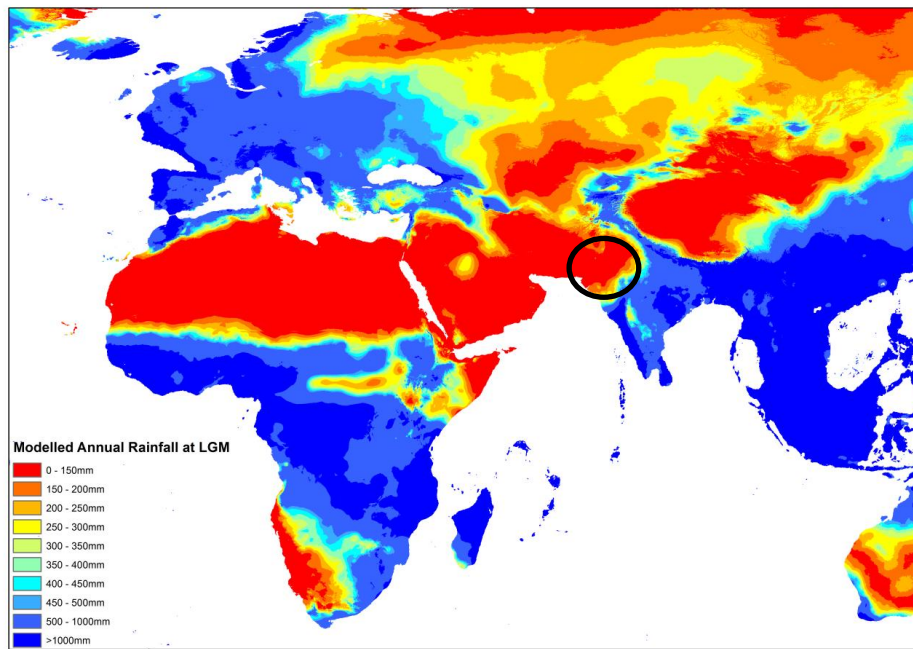 Modelled Annual Rainfall at LGM
0 - 150mm
150 - 200mm
200 - 250mm
250 - 300mm
300 - 350mm
350 - 400mm
400 - 450mm
450 - 500mm
500 - 1000mm
>1000mm